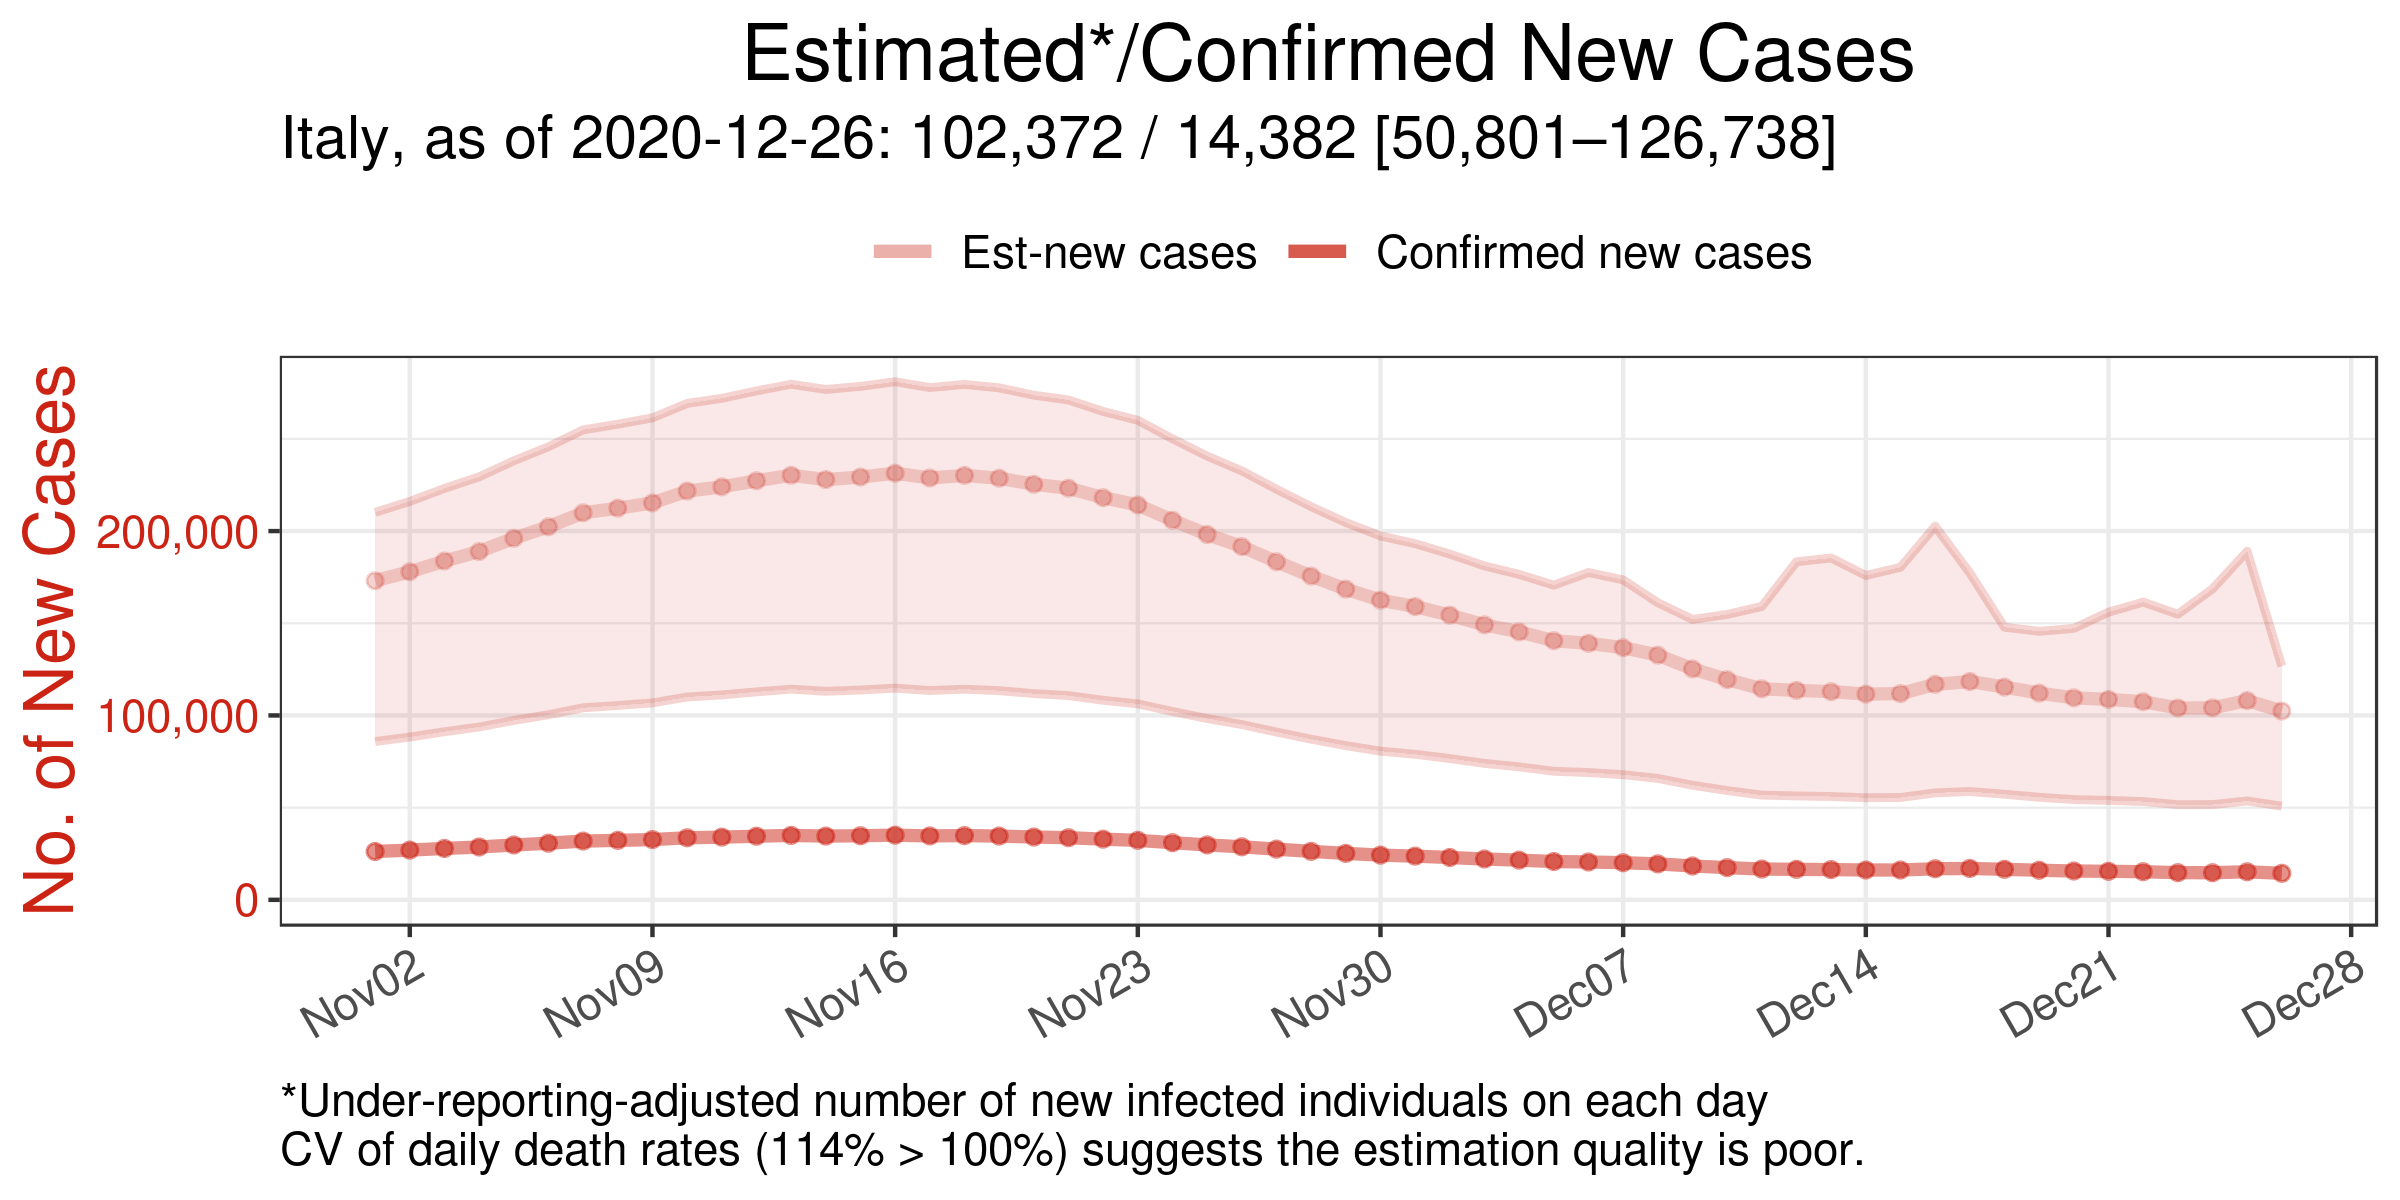 Estimated*/Confirmed New Cases
Italy, as of 2020-12-26: 102,372 / 14,382 [50,801–126,738]
Est-new cases
Confirmed new cases
No. of New Cases
200,000
100,000
0
Nov02
Nov09
Nov16
Nov23
Nov30
Dec07
Dec14
Dec21
Dec28
*Under-reporting-adjusted number of new infected individuals on each day
CV of daily death rates (114% > 100%) suggests the estimation quality is poor.